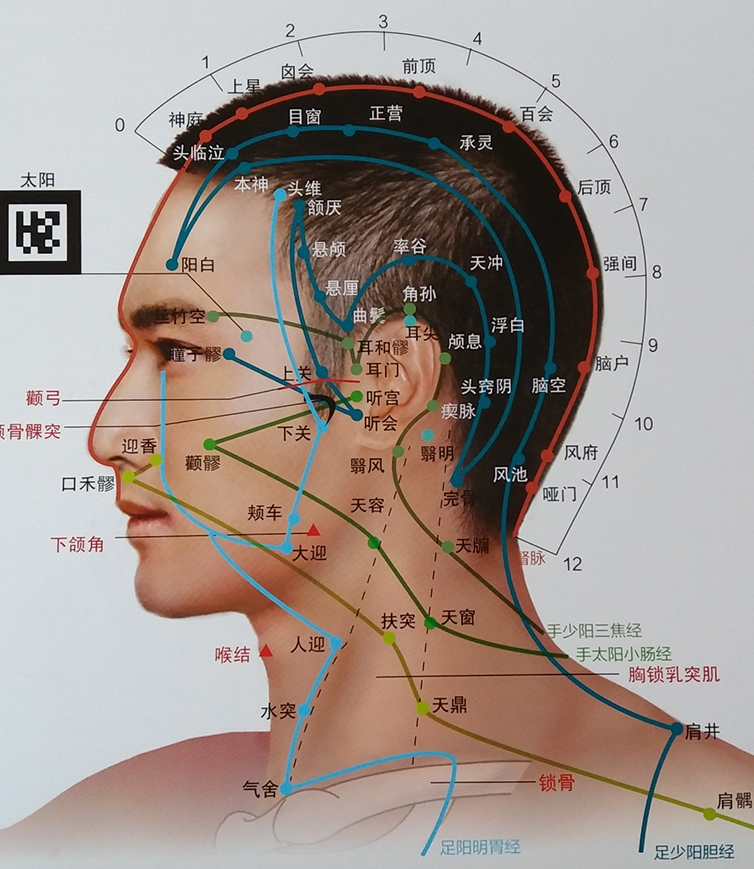 3
2
4
1
5
囟会
前顶
上星
目窗
正营
百会
神庭
0
承灵
6
头临泣
太阳
本神
头维
后顶
颔厌
7
悬颅
率谷
天冲
强间
8
阳白
悬厘
角孙
丝竹空
曲鬓
浮白
耳尖
颅息
9
瞳子髎
耳和髎
上关
耳门
脑户
头窍阴
脑空
颧弓
听宫
瘈脉
10
颞骨髁突
听会
下关
迎香
翳明
风府
颧髎
翳风
风池
11
口禾髎
完骨
哑门
天容
颊车
下颌角
大迎
天牖
督脉
12
扶突
天窗
手少阳三焦经
喉结
人迎
手太阳小肠经
胸锁乳突肌
水突
天鼎
肩井
气舍
锁骨
肩髃
足阳明胃经
足少阳胆经